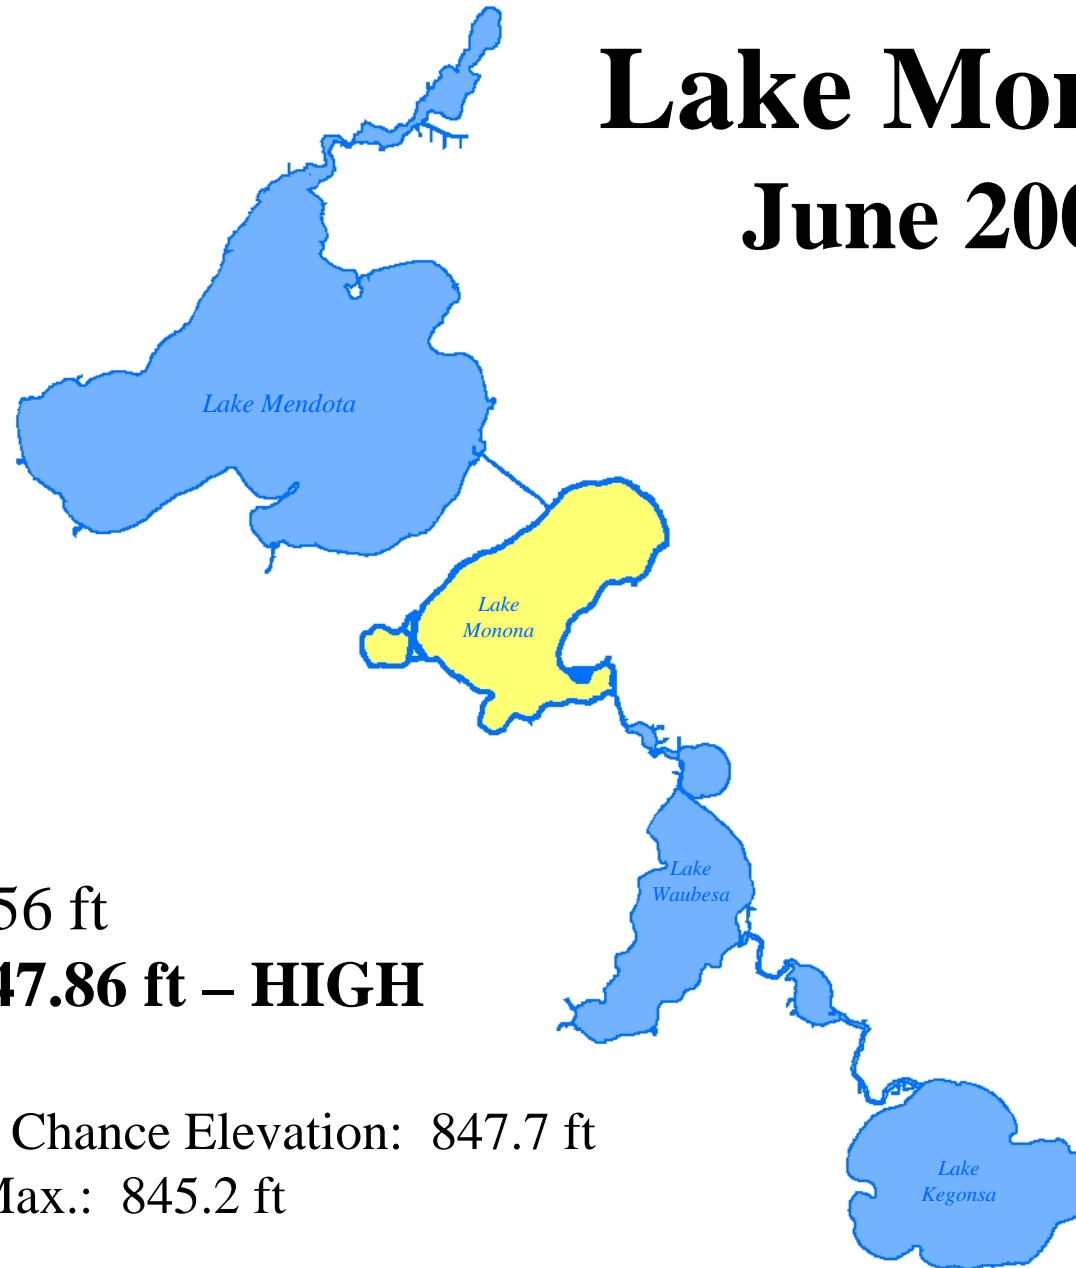 Lake Mon
June 200
Lake Mendota
Lake
Monona
Lake
Waubesa
56 ft
47.86 ft – HIGH
Chance Elevation: 847.7 ft
Max.: 845.2 ft
Lake
Kegonsa